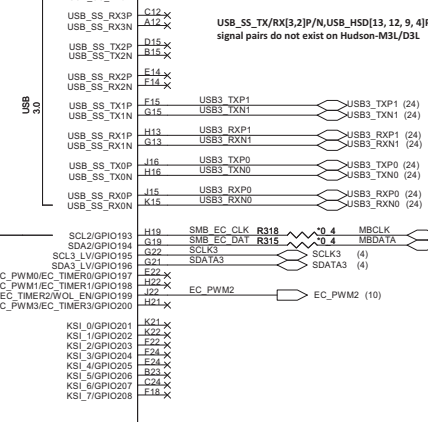 USB_SS_TX/RX[3,2]P/N,USB_HSD[13, 12, 9, 4]P
signal pairs do not exist on Hudson-M3L/D3L
USB
3.0
USB_SS_RX3P C12
USB_SS_RX3N A12
USB_SS_TX2P D15
USB_SS_TX2N B15
USB_SS_RX2P E14
USB_SS_RX2N F14
USB_SS_TX1P F15 USB3_TXP1 USB3_TXP1 (24)
USB_SS_TX1N G15 USB3_TXN1 USB3_TXN1 (24)
USB_SS_RX1P H13 USB3_RXP1 USB3_RXP1 (24)
USB_SS_RX1N G13 USB3_RXN1 USB3_RXN1 (24)
USB_SS_TX0P J16 USB3_TXP0 USB3_TXP0 (24)
USB_SS_TX0N H16 USB3_TXN0 USB3_TXN0 (24)
USB_SS_RX0P J15 USB3_RXP0 USB3_RXP0 (24)
USB_SS_RX0N K15 USB3_RXN0 USB3_RXN0 (24)
SCL2/GPIO193 H19 SMB_EC_CLK R318 *0_4 MBCLK
SDA2/GPIO194 G19 SMB_EC_DAT R315 *0_4 MBDATA
SCL3_LV/GPIO195 G22 SCLK3 SCLK3 (4)
SDA3_LV/GPIO196 G21 SDATA3 SDATA3 (4)
C_PWM0/EC_TIMER0/GPIO197 E22
C_PWM1/EC_TIMER1/GPIO198 H22
EC_TIMER2/WOL_EN/GPIO199 J22 EC_PWM2 EC_PWM2 (10)
C_PWM3/EC_TIMER3/GPIO200 H21
KSI_0/GPIO201 K21
KSI_1/GPIO202 K22
KSI_2/GPIO203 F22
KSI_3/GPIO204 F24
KSI_4/GPIO205 E24
KSI_5/GPIO206 B23
KSI_6/GPIO207 C24
KSI_7/GPIO208 F18